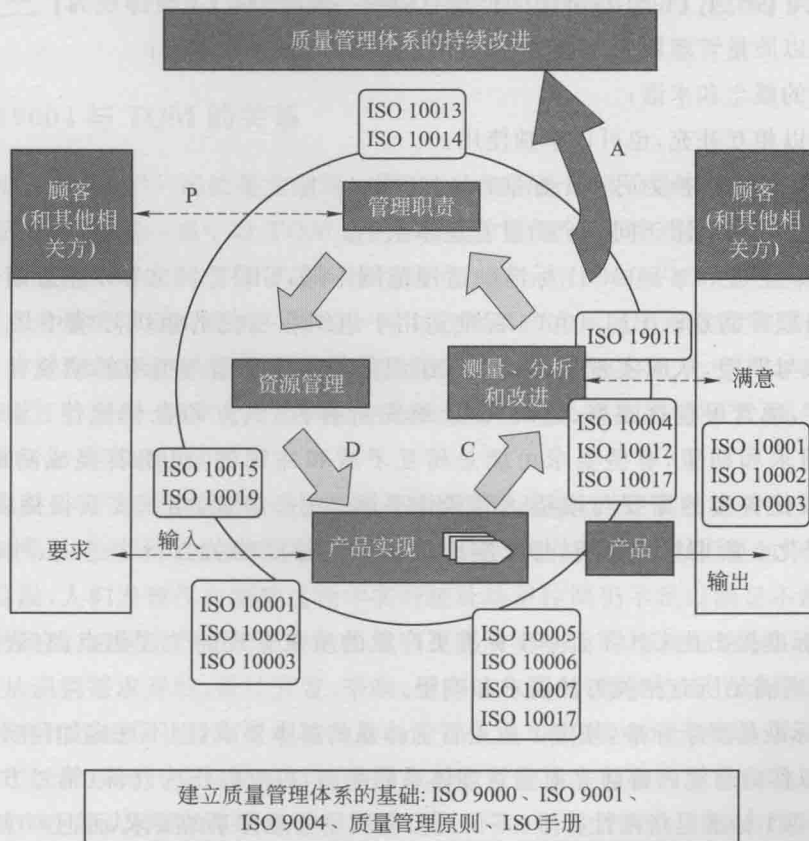 质量管理体系的持续改进
ISO 10013
ISO 10014
A
顾客
(和其他相
关方)
P
管理职责
顾客
(和其他相
关方)
ISO 19011
资源管理
测量、分析
和改进
满意
D
C
ISO 10004
ISO 10012
ISO 10017
ISO 10001
ISO 10002
ISO 10003
ISO 10015
ISO 10019
输入
要求
产品实现
产品
输出
ISO 10001
ISO 10002
ISO 10003
ISO 10005
ISO 10006
ISO 10007
ISO 10017
建立质量管理体系的基础: ISO 9000、ISO 9001、
ISO 9004、质量管理原则、ISO手册